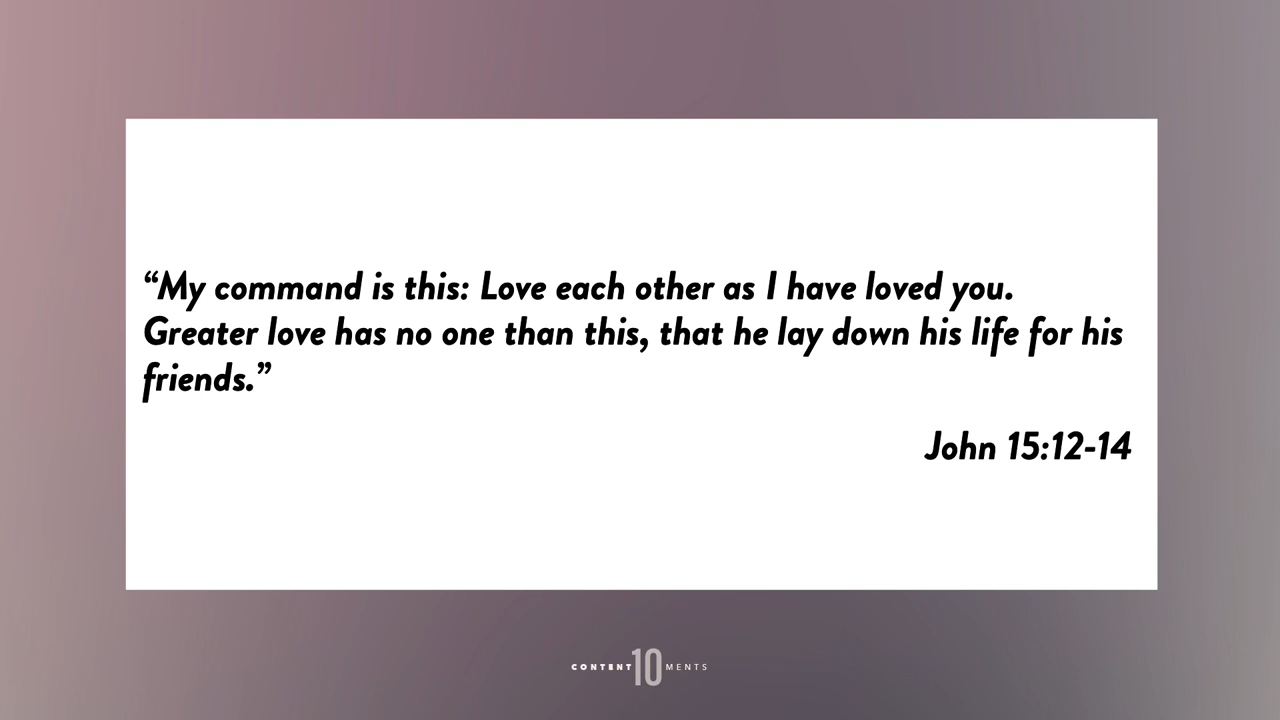 “My command is this: Love each other as I have loved you.
Greater love has no one than this, that he lay down his life for his
friends.”
John 15:12-14
CONTENT10MENTS